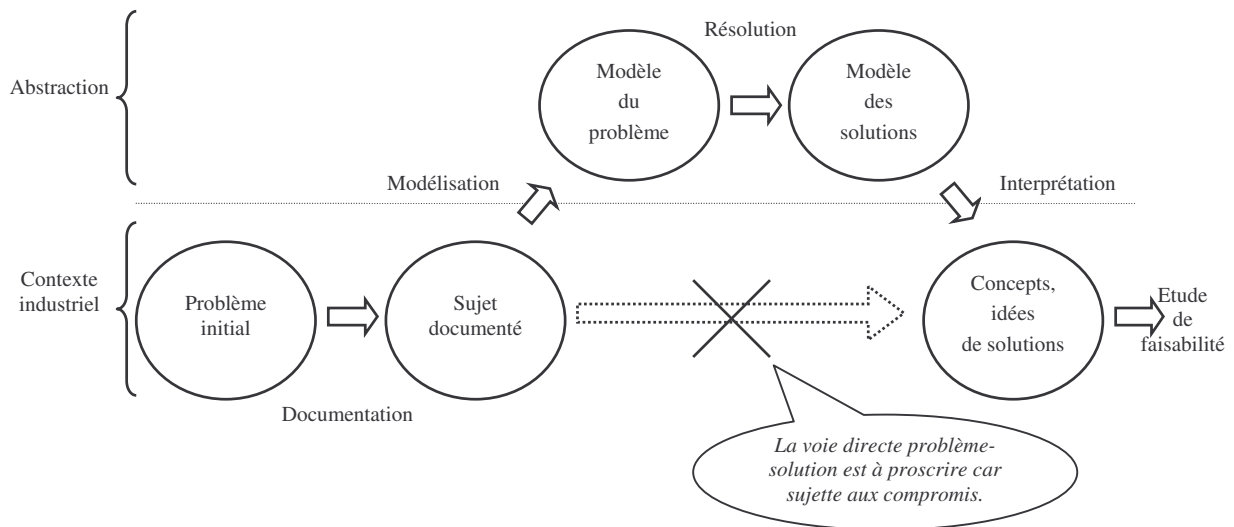 Résolution
Abstraction
Modèle
du
problème
Modèle
des
solutions
Modélisation
Interprétation
Contexte
industriel
Problème
initial
Sujet
documenté
Concepts,
idées
de solutions
Etude
de
faisabilité
Documentation
La voie directe problème-
solution est à proscrire car
sujette aux compromis.